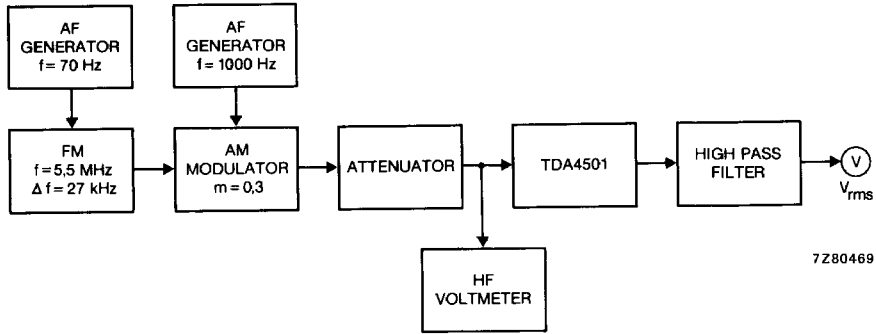 AF
GENERATOR
f = 70 Hz
AF
GENERATOR
f = 1000 Hz
FM
f = 5,5 MHz
Δ f = 27 kHz
AM
MODULATOR
m = 0,3
ATTENUATOR
TDA4501
HIGH PASS
FILTER
V
V rms
HF
VOLTMETER
7Z80469